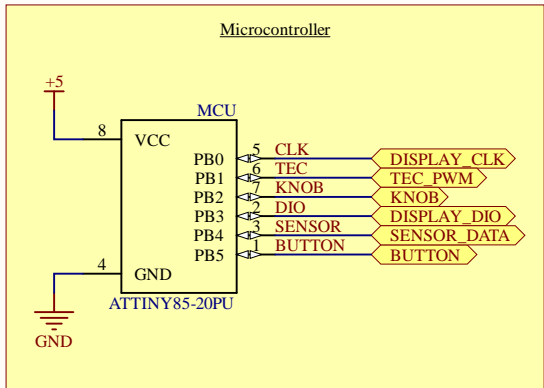 Microcontroller
+5
MCU
8 VCC
PB0 5 CLK DISPLAY_CLK
PB1 6 TEC TEC_PWM
PB2 7 KNOB KNOB
PB3 2 DIO DISPLAY_DIO
PB4 3 SENSOR SENSOR_DATA
PB5 1 BUTTON BUTTON
4 GND
ATTINY85-20PU
GND